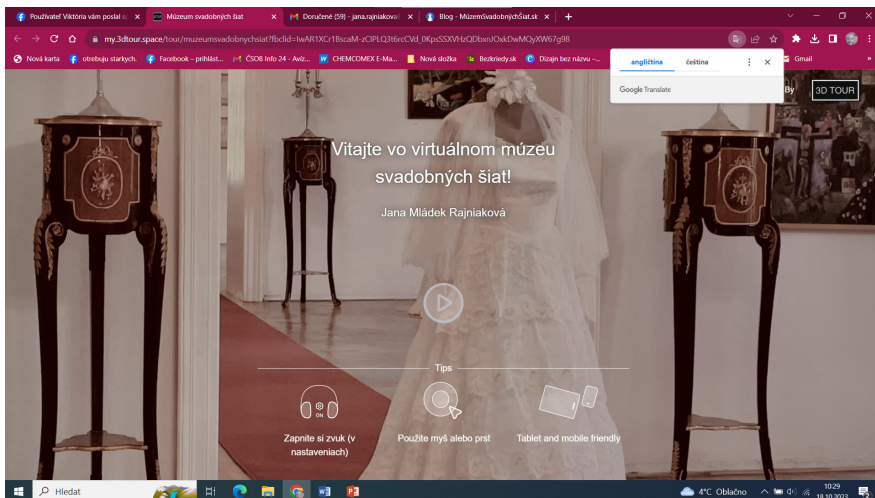 Používateľ Viktória vám poslal s
Múzeum svadobných šiat
Doručené (59) - jana.rajniakova
Blog - MúzemSvadobnýchŠiat.sk
my.3dtour.space/tour/muzeumsvadobnychsiat?fbclid=IwAR1XCr1BscaM-zCIPLQ3t6rcCVd_0KpsSSXVHzQDbxnJOxkDwMQyXW67g98
Nová karta
otrebuju starkych.
Facebook – prihlást...
ČSOB Info 24 - Avíz...
CHEMCOMEX E-Ma...
Nová složka
Bezkriedy.sk
Dizajn bez názvu –...
Gmail
»
angličtina
čeština
Google Translate
By
3D TOUR
Vitajte vo virtuálnom múzeu
svadobných šiat!
Jana Mládek Rajniaková
Tips
ON
Zapnite si zvuk (v
nastaveniach)
Použite myš alebo prst
Tablet and mobile friendly
Hledat
4°C Oblačno
10:29
18.10.2023